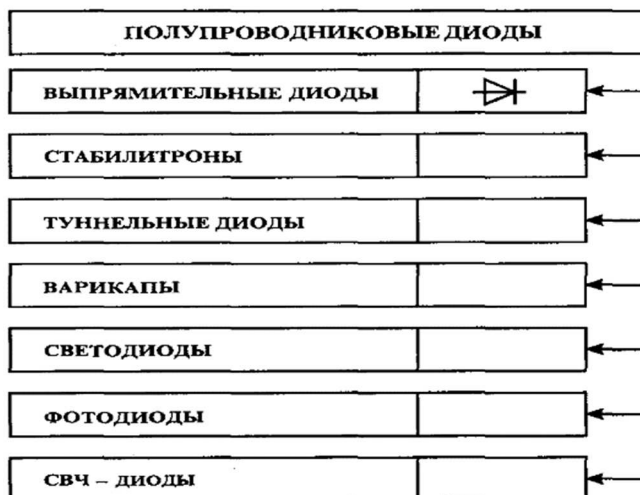 ПОЛУПРОВОДНИКОВЫЕ ДИОДЫ
ВЫПРЯМИТЕЛЬНЫЕ ДИОДЫ
СТАБИЛИТРОНЫ
ТУННЕЛЬНЫЕ ДИОДЫ
ВАРИКАПЫ
СВЕТОДИОДЫ
ФОТОДИОДЫ
СВЧ – ДИОДЫ